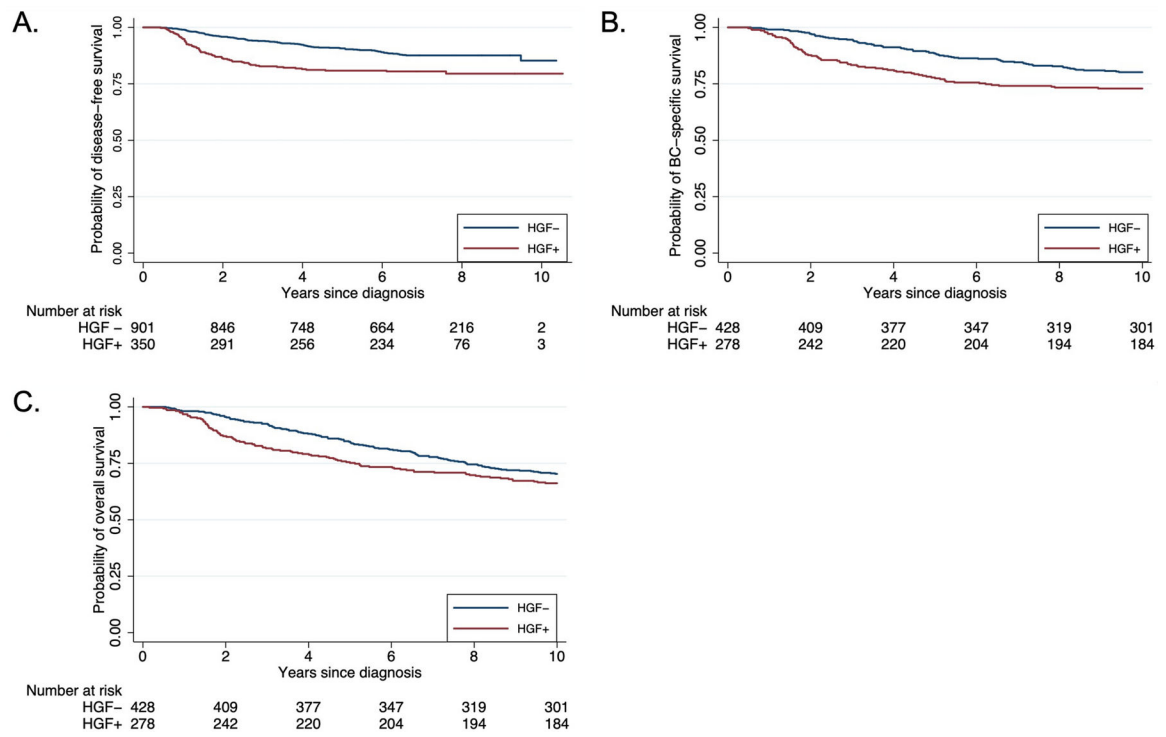 A.
Probability of disease−free survival
1.00
0.75
0.50
0.25
0.00
HGF−
HGF+
0 2 4 6 8 10
Years since diagnosis
Number at risk
HGF − 901 846 748 664 216 2
HGF+ 350 291 256 234 76 3
B.
Probability of BC−specific survival
1.00
0.75
0.50
0.25
0.00
HGF−
HGF+
0 2 4 6 8 10
Years since diagnosis
Number at risk
HGF− 428 409 377 347 319 301
HGF+ 278 242 220 204 194 184
C.
Probability of overall survival
1.00
0.75
0.50
0.25
0.00
HGF−
HGF+
0 2 4 6 8 10
Years since diagnosis
Number at risk
HGF− 428 409 377 347 319 301
HGF+ 278 242 220 204 194 184